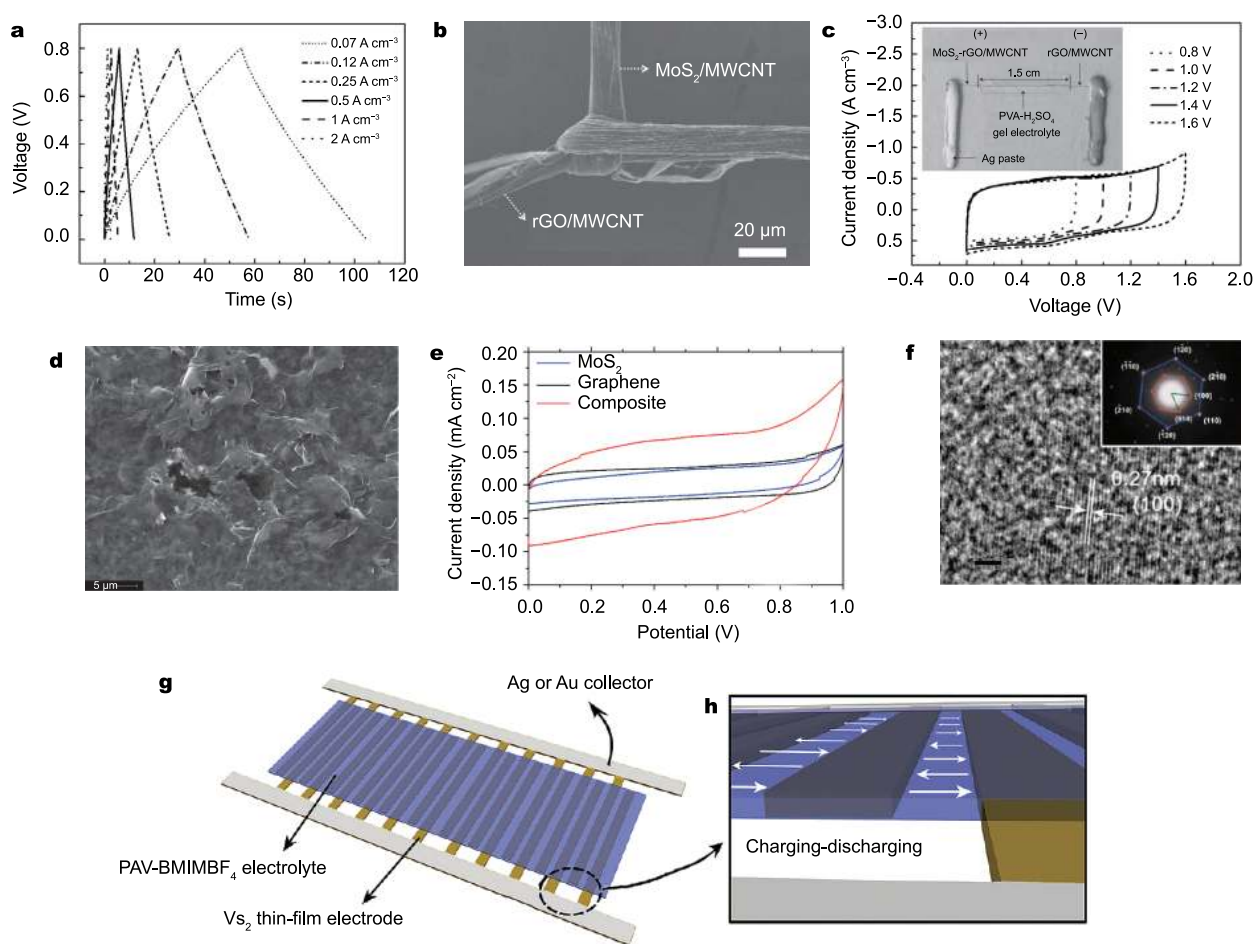 a
Voltage (V)
0.8
0.6
0.4
0.2
0.0
0.07 A cm⁻³
0.12 A cm⁻³
0.25 A cm⁻³
0.5 A cm⁻³
1 A cm⁻³
2 A cm⁻³
0 20 40 60 80 100 120
Time (s)
b
MoS₂/MWCNT
rGO/MWCNT
20 µm
c
Current density (A cm⁻³)
−3.0
−2.5
−2.0
−1.5
−1.0
−0.5
0.0
0.5
(+) (−)
MoS₂-rGO/MWCNT rGO/MWCNT
1.5 cm
PVA-H₂SO₄
gel electrolyte
Ag paste
0.8 V
1.0 V
1.2 V
1.4 V
1.6 V
−0.4 0.0 0.4 0.8 1.2 1.6 2.0
Voltage (V)
d
5 µm
e
Current density (mA cm⁻²)
0.20
0.15
0.10
0.05
0.00
−0.05
−0.10
−0.15
MoS₂
Graphene
Composite
0.0 0.2 0.4 0.6 0.8 1.0
Potential (V)
f
(100)
(010)
(110)
0.27nm
(100)
g
Ag or Au collector
PAV-BMIMBF₄ electrolyte
Vs₂ thin-film electrode
h
Charging-discharging